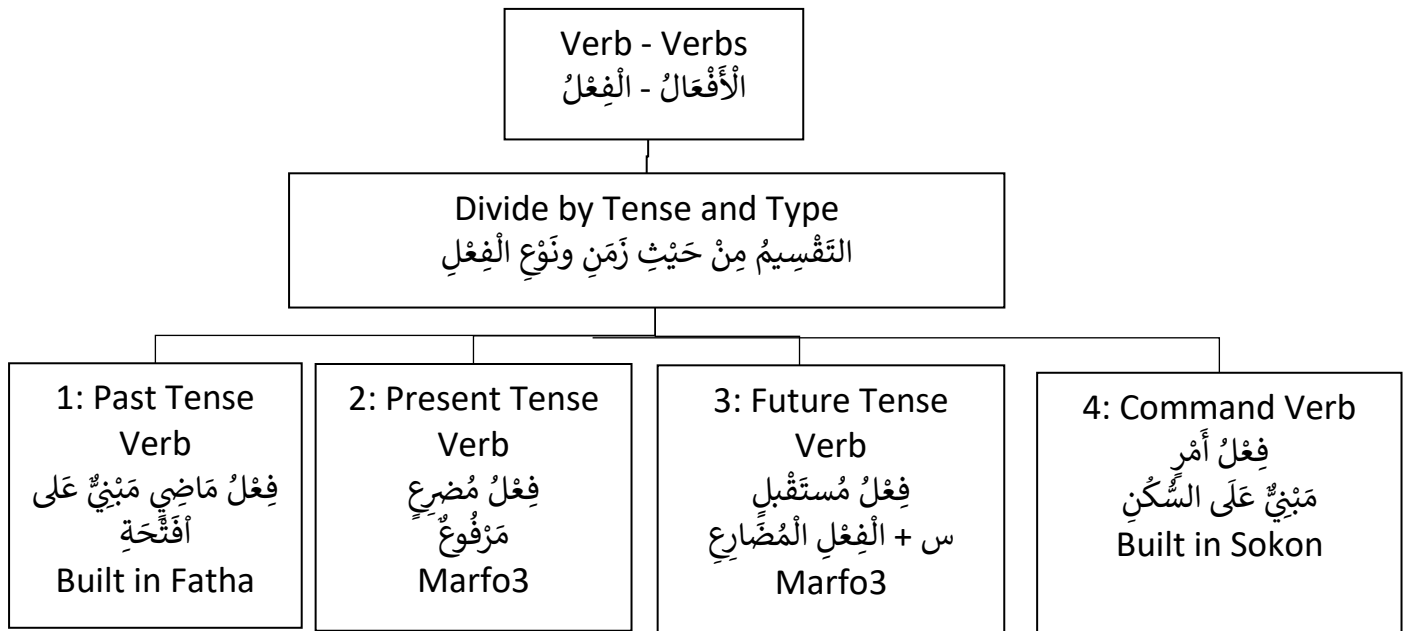 Verb - Verbs
الْأَفْعَالُ - الْفِعْلُ
Divide by Tense and Type
التَقْسِيمُ مِنْ حَيْثِ زَمَنِ ونَوْعِ الْفِعْلِ
1: Past Tense
Verb
فِعْلُ مَاضِيٍ مَبْنِيٌّ عَلى
اْفَتْحَةِ
Built in Fatha
2: Present Tense
Verb
فِعْلُ مُضرِعٍ
مَرْفُوعٌ
Marfo3
3: Future Tense
Verb
فِعْلُ مُستَقْبلٍ
س + الْفِعْلِ الْمُضَارِعِ
Marfo3
4: Command Verb
فِعْلُ أَمْرٍ
مَبْنِيٌّ عَلَى السُّكُنِ
Built in Sokon